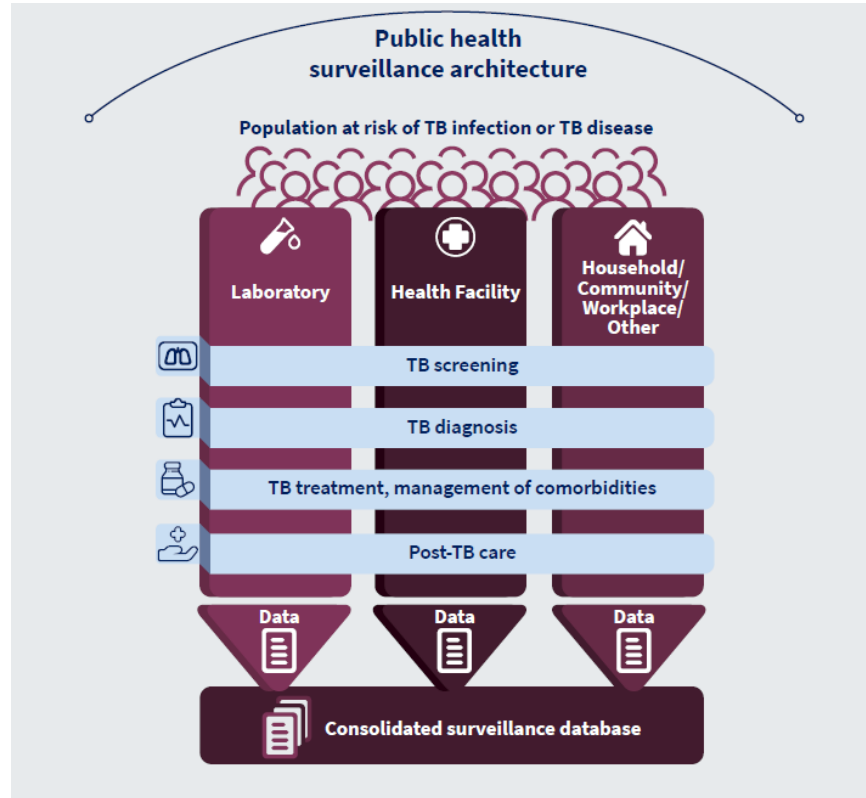 Public health
surveillance architecture
Population at risk of TB infection or TB disease
Laboratory
Health Facility
Household/
Community/
Workplace/
Other
TB screening
TB diagnosis
TB treatment, management of comorbidities
Post-TB care
Data
Data
Data
Consolidated surveillance database